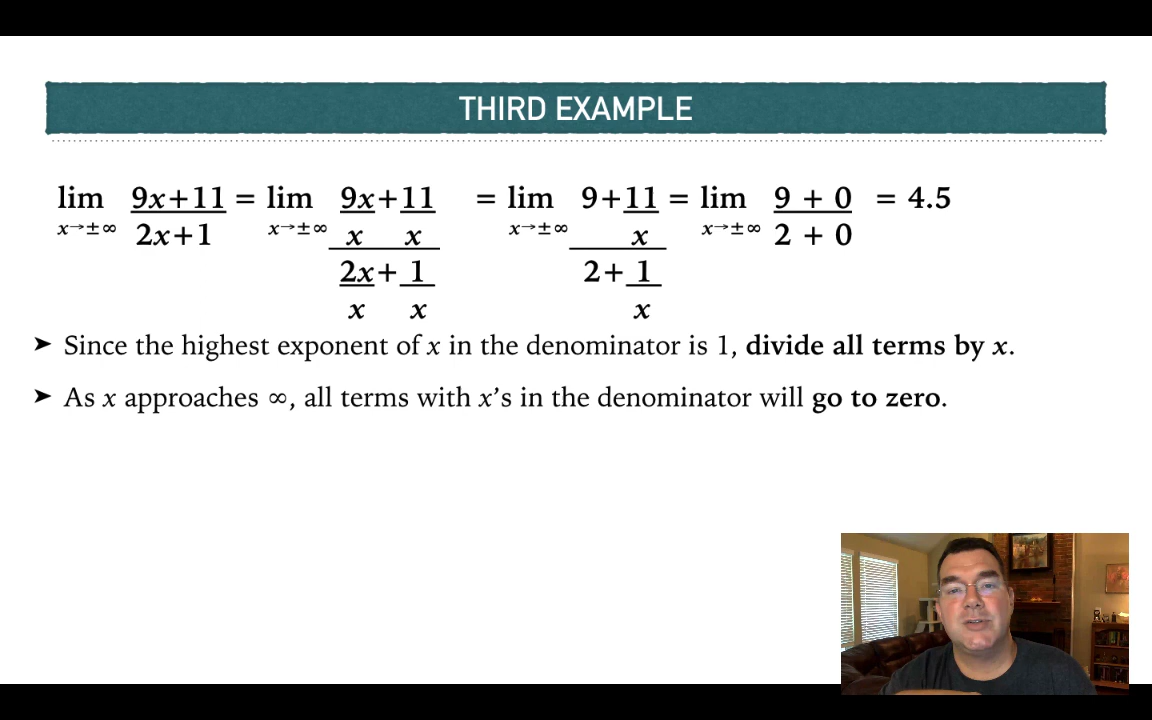 THIRD EXAMPLE
lim 9x+11 = lim 9x+11 = lim 9+11 = lim 9 + 0 = 4.5
x→±∞ 2x+1 x→±∞ x x x→±∞ x x→±∞ 2 + 0
2x+ 1 2+ 1
x x x
➤ Since the highest exponent of x in the denominator is 1, divide all terms by x.
➤ As x approaches ∞, all terms with x’s in the denominator will go to zero.